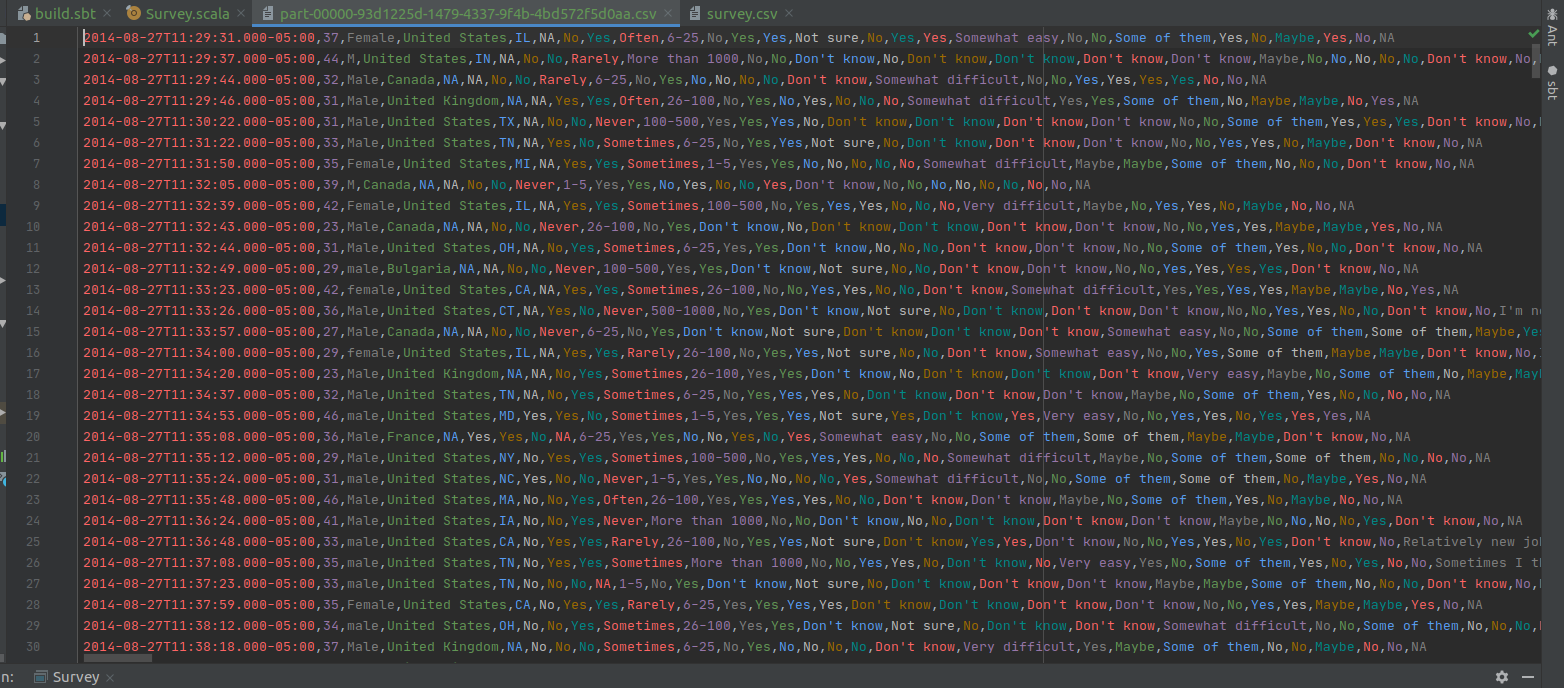 build.sbt × Survey.scala × part-00000-93d1225d-1479-4337-9f4b-4bd572f5d0aa.csv × survey.csv ×
1 2014-08-27T11:29:31.000-05:00,37,Female,United States,IL,NA,No,Yes,Often,6-25,No,Yes,Yes,Not sure,No,Yes,Yes,Somewhat easy,No,No,Some of them,Yes,No,Maybe,Yes,No,NA
2 2014-08-27T11:29:37.000-05:00,44,M,United States,IN,NA,No,No,Rarely,More than 1000,No,No,Don't know,No,Don't know,Don't know,Don't know,Don't know,Maybe,No,No,No,No,No,Don't know,No,
3 2014-08-27T11:29:44.000-05:00,32,Male,Canada,NA,NA,No,No,Rarely,6-25,No,Yes,No,No,No,No,Don't know,Somewhat difficult,No,No,Yes,Yes,Yes,Yes,No,No,NA
4 2014-08-27T11:29:46.000-05:00,31,Male,United Kingdom,NA,NA,Yes,Yes,Often,26-100,No,Yes,No,Yes,No,No,No,Somewhat difficult,Yes,Yes,Some of them,No,Maybe,Maybe,No,Yes,NA
5 2014-08-27T11:30:22.000-05:00,31,Male,United States,TX,NA,No,No,Never,100-500,Yes,Yes,Yes,No,Don't know,Don't know,Don't know,Don't know,No,No,Some of them,Yes,Yes,Yes,Don't know,No,
6 2014-08-27T11:31:22.000-05:00,33,Male,United States,TN,NA,Yes,No,Sometimes,6-25,No,Yes,Yes,Not sure,No,Don't know,Don't know,Don't know,No,No,Yes,Yes,No,Maybe,Don't know,No,NA
7 2014-08-27T11:31:50.000-05:00,35,Female,United States,MI,NA,Yes,Yes,Sometimes,1-5,Yes,Yes,No,No,No,No,No,Somewhat difficult,Maybe,Maybe,Some of them,No,No,No,Don't know,No,NA
8 2014-08-27T11:32:05.000-05:00,39,M,Canada,NA,NA,No,No,Never,1-5,Yes,Yes,No,Yes,No,No,Yes,Don't know,No,No,No,No,No,No,No,No,NA
9 2014-08-27T11:32:39.000-05:00,42,Female,United States,IL,NA,Yes,Yes,Sometimes,100-500,No,Yes,Yes,Yes,No,No,No,Very difficult,Maybe,No,Yes,Yes,No,Maybe,No,No,NA
10 2014-08-27T11:32:43.000-05:00,23,Male,Canada,NA,NA,No,No,Never,26-100,No,Yes,Don't know,No,Don't know,Don't know,Don't know,Don't know,No,No,Yes,Yes,Maybe,Maybe,Yes,No,NA
11 2014-08-27T11:32:44.000-05:00,31,Male,United States,OH,NA,No,Yes,Sometimes,6-25,Yes,Yes,Don't know,No,No,No,Don't know,Don't know,No,No,Some of them,Yes,No,No,Don't know,No,NA
12 2014-08-27T11:32:49.000-05:00,29,male,Bulgaria,NA,NA,No,No,Never,100-500,Yes,Yes,Don't know,Not sure,No,No,Don't know,Don't know,No,No,Yes,Yes,Yes,Yes,Don't know,No,NA
13 2014-08-27T11:33:23.000-05:00,42,female,United States,CA,NA,Yes,Yes,Sometimes,26-100,No,No,Yes,Yes,No,No,Don't know,Somewhat difficult,Yes,Yes,Yes,Yes,Maybe,Maybe,No,Yes,NA
14 2014-08-27T11:33:26.000-05:00,36,Male,United States,CT,NA,Yes,No,Never,500-1000,No,Yes,Don't know,Not sure,No,Don't know,Don't know,Don't know,No,No,Yes,Yes,No,No,Don't know,No,I'm
15 2014-08-27T11:33:57.000-05:00,27,Male,Canada,NA,NA,No,No,Never,6-25,No,Yes,Don't know,Not sure,Don't know,Don't know,Don't know,Somewhat easy,No,No,Some of them,Some of them,Maybe,Yes
16 2014-08-27T11:34:00.000-05:00,29,female,United States,IL,NA,Yes,Yes,Rarely,26-100,No,Yes,Yes,Not sure,No,No,Don't know,Somewhat easy,No,No,Yes,Some of them,Maybe,Maybe,Don't know,No,
17 2014-08-27T11:34:20.000-05:00,23,Male,United Kingdom,NA,NA,No,Yes,Sometimes,26-100,Yes,Yes,Don't know,No,Don't know,Don't know,Don't know,Very easy,Maybe,No,Some of them,No,Maybe,
18 2014-08-27T11:34:37.000-05:00,32,Male,United States,TN,NA,No,Yes,Sometimes,6-25,No,Yes,Yes,Yes,No,Don't know,Don't know,Don't know,Maybe,No,Some of them,Yes,No,No,No,No,NA
19 2014-08-27T11:34:53.000-05:00,46,male,United States,MD,Yes,Yes,No,Sometimes,1-5,Yes,Yes,Yes,Not sure,Yes,Don't know,Yes,Very easy,No,No,Yes,Yes,No,Yes,Yes,Yes,NA
20 2014-08-27T11:35:08.000-05:00,36,Male,France,NA,Yes,Yes,No,NA,6-25,Yes,Yes,No,No,Yes,No,Yes,Somewhat easy,No,No,Some of them,Some of them,Maybe,Maybe,Don't know,No,NA
21 2014-08-27T11:35:12.000-05:00,29,Male,United States,NY,No,Yes,Yes,Sometimes,100-500,No,Yes,Yes,Yes,No,No,No,Somewhat difficult,Maybe,No,Some of them,Some of them,No,No,No,No,NA
22 2014-08-27T11:35:24.000-05:00,31,male,United States,NC,Yes,No,No,Never,1-5,Yes,Yes,No,No,No,No,Yes,Somewhat difficult,No,No,Some of them,Some of them,No,Maybe,Yes,No,NA
23 2014-08-27T11:35:48.000-05:00,46,Male,United States,MA,No,No,Yes,Often,26-100,Yes,Yes,Yes,Yes,No,No,Don't know,Don't know,Maybe,No,Some of them,Yes,No,Maybe,No,No,NA
24 2014-08-27T11:36:24.000-05:00,41,Male,United States,IA,No,No,Yes,Never,More than 1000,No,No,Don't know,No,No,Don't know,Don't know,Don't know,Maybe,No,No,No,No,Yes,Don't know,No,NA
25 2014-08-27T11:36:48.000-05:00,33,male,United States,CA,No,Yes,Yes,Rarely,26-100,No,Yes,Yes,Not sure,Don't know,Yes,Yes,Don't know,No,No,Yes,Yes,No,Yes,Don't know,No,Relatively new
26 2014-08-27T11:37:08.000-05:00,35,male,United States,TN,No,Yes,Yes,Sometimes,More than 1000,No,No,Yes,Yes,No,Don't know,No,Very easy,Yes,No,Some of them,Yes,No,Yes,No,No,Sometimes I
27 2014-08-27T11:37:23.000-05:00,33,male,United States,TN,No,No,No,NA,1-5,No,Yes,Don't know,Not sure,No,Don't know,Don't know,Don't know,Maybe,Maybe,Some of them,No,No,No,Don't know,No,NA
28 2014-08-27T11:37:59.000-05:00,35,Female,United States,CA,No,Yes,Yes,Rarely,6-25,Yes,Yes,Yes,Yes,Don't know,Don't know,Don't know,Don't know,No,No,Yes,Yes,Maybe,Maybe,Yes,No,NA
29 2014-08-27T11:38:12.000-05:00,34,male,United States,OH,No,No,Yes,Sometimes,26-100,Yes,Yes,Don't know,Not sure,No,Don't know,Don't know,Somewhat difficult,No,No,Some of them,No,No,No,
30 2014-08-27T11:38:18.000-05:00,37,Male,United Kingdom,NA,No,No,No,Sometimes,6-25,No,Yes,No,No,No,No,Don't know,Very difficult,Yes,Maybe,Some of them,No,No,Maybe,No,No,NA
Ant
sbt
n: Survey ×